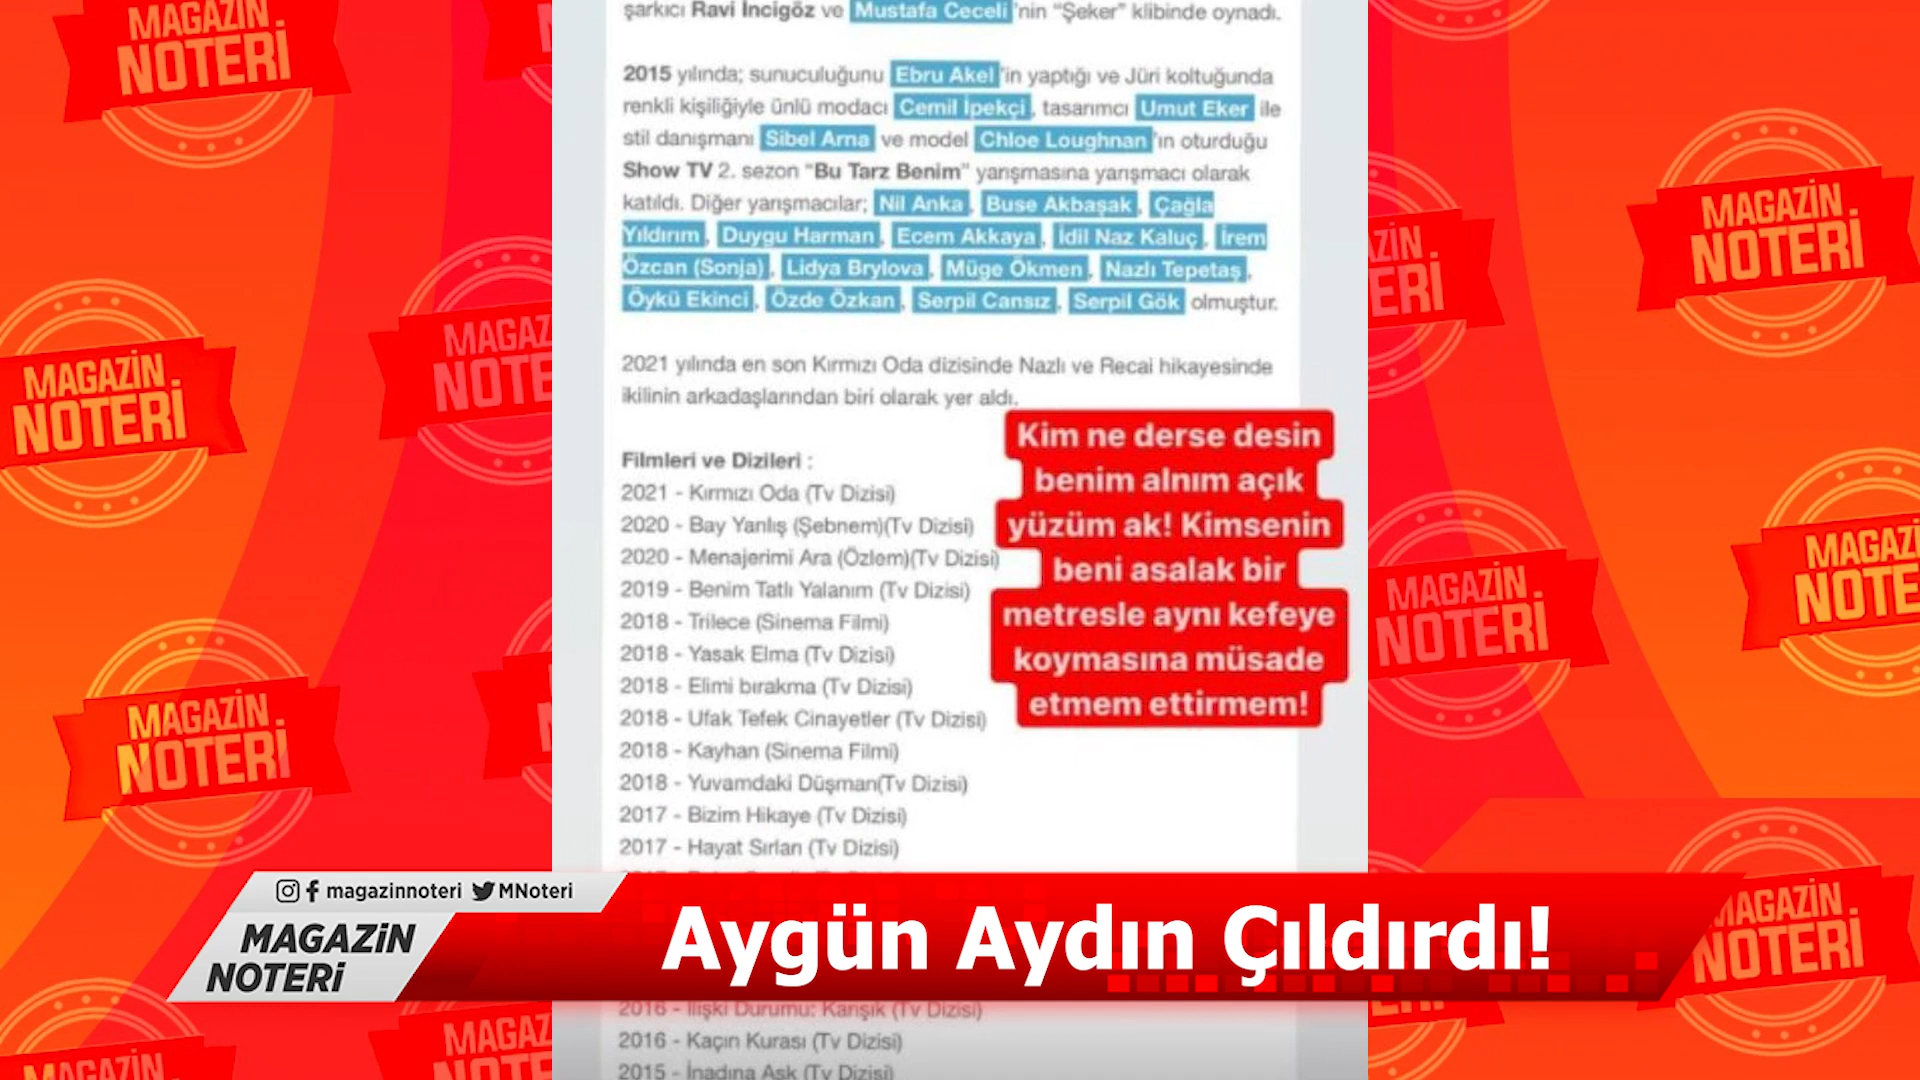 şarkıcı Ravi İncigöz ve Mustafa Ceceli'nin “Şeker” klibinde oynadı.
2015 yılında; sunuculuğunu Ebru Akel'in yaptığı ve Jüri koltuğunda
renkli kişiliğiyle ünlü modacı Cemil İpekçi, tasarımcı Umut Eker ile
stil danışmanı Sibel Arna ve model Chloe Loughnan'ın oturduğu
Show TV 2. sezon “Bu Tarz Benim” yarışmasına yarışmacı olarak
katıldı. Diğer yarışmacılar; Nil Anka, Buse Akbaşak, Çağla
Yıldırım, Duygu Harman, Ecem Akkaya, İdil Naz Kaluç, İrem
Özcan (Sonja), Lidya Brylova, Müge Ökmen, Nazlı Tepetaş,
Öykü Ekinci, Özde Özkan, Serpil Cansız, Serpil Gök olmuştur.
2021 yılında en son Kırmızı Oda dizisinde Nazlı ve Recai hikayesinde
ikilinin arkadaşlarından biri olarak yer aldı.
Filmleri ve Dizileri :
2021 - Kırmızı Oda (Tv Dizisi)
2020 - Bay Yanlış (Şebnem)(Tv Dizisi)
2020 - Menajerimi Ara (Özlem)(Tv Dizisi)
2019 - Benim Tatlı Yalanım (Tv Dizisi)
2018 - Trilece (Sinema Filmi)
2018 - Yasak Elma (Tv Dizisi)
2018 - Elimi bırakma (Tv Dizisi)
2018 - Ufak Tefek Cinayetler (Tv Dizisi)
2018 - Kayhan (Sinema Filmi)
2018 - Yuvamdaki Düşman(Tv Dizisi)
2017 - Bizim Hikaye (Tv Dizisi)
2017 - Hayat Sırları (Tv Dizisi)
2016 - İlişki Durumu: Karışık (Tv Dizisi)
2016 - Kaçın Kurası (Tv Dizisi)
2015 - İnadına Aşk (Tv Dizisi)
Kim ne derse desin
benim alnım açık
yüzüm ak! Kimsenin
beni asalak bir
metresle aynı kefeye
koymasına müsade
etmem ettirmem!
magazinnoteri MNoteri
MAGAZiN
NOTERi
Aygün Aydın Çıldırdı!
MAGAZİN
NOTERİ
MAGAZİN
NOTERİ
MAGAZİN
NOTERİ
MAGAZİN
NOTERİ